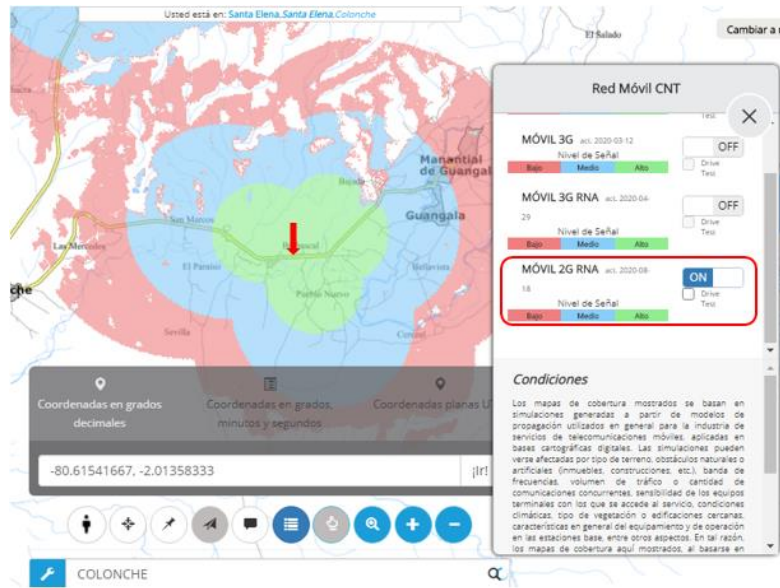 Usted está en: Santa Elena.Santa Elena.Colonche
El Salado
Cambiar a
Red Móvil CNT
Test
MÓVIL 3G act. 2020-03-12
OFF
Nivel de Señal
Drive
Test
Bajo Medio Alto
MÓVIL 3G RNA act. 2020-04-
29
OFF
Nivel de Señal
Drive
Test
Bajo Medio Alto
MÓVIL 2G RNA act. 2020-08-
18
ON
Nivel de Señal
Drive
Test
Bajo Medio Alto
Manantial
de Guangal
Guangala
San Marcos
Las Mercedes
El Paraíso
Pueblo Nuevo
Bellavista
Sevilla
Coordenadas en grados
decimales
Coordenadas en grados,
minutos y segundos
Coordenadas planas U
-80.61541667, -2.01358333
¡Ir!
COLONCHE
Condiciones
Los mapas de cobertura mostrados se basan en
simulaciones generadas a partir de modelos de
propagación utilizados en general para la industria de
servicios de telecomunicaciones móviles, aplicadas en
bases cartográficas digitales. Las simulaciones pueden
verse afectadas por tipo de terreno, obstáculos naturales o
artificiales (inmuebles, construcciones, etc.), banda de
frecuencias, volumen de tráfico o cantidad de
comunicaciones concurrentes, sensibilidad de los equipos
terminales con los que se accede al servicio, condiciones
climáticas, tipo de vegetación o edificaciones cercanas,
características en general del equipamiento y de operación
en las estaciones base, entre otros aspectos. En tal razón,
los mapas de cobertura aquí mostrados, al basarse en